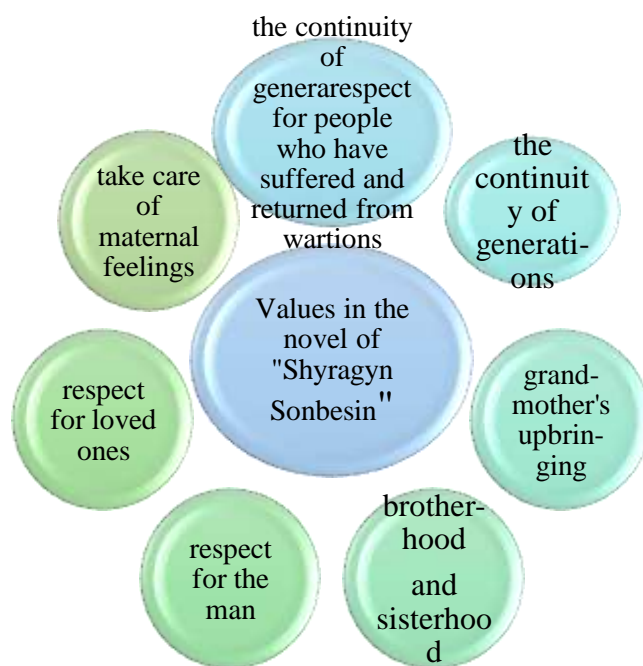 the continuity
of
generarespect
for people
who have
suffered and
returned from
wartions
the
continuit
y of
generati-
ons
grand-
mother's
upbrin-
ging
brother-
hood
and
sisterhoo
d
respect
for the
man
respect
for loved
ones
take care
of
maternal
feelings
Values in the
novel of
"Shyragyn
Sonbesin"